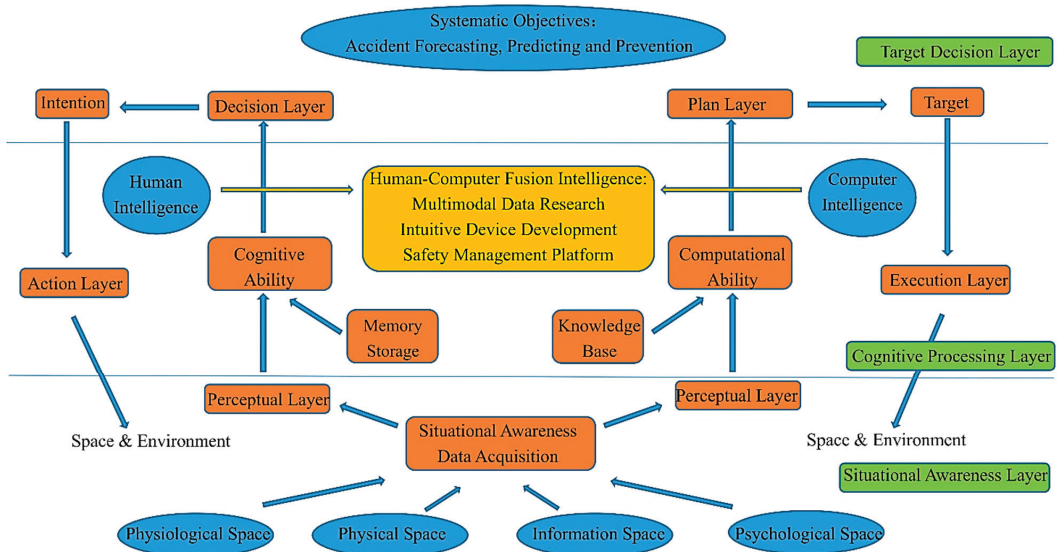 Systematic Objectives:
Accident Forecasting, Predicting and Prevention
Target Decision Layer
Intention
Decision Layer
Plan Layer
Target
Human
Intelligence
Human-Computer Fusion Intelligence:
Multimodal Data Research
Intuitive Device Development
Safety Management Platform
Computer
Intelligence
Cognitive
Ability
Computational
Ability
Action Layer
Execution Layer
Memory
Storage
Knowledge
Base
Cognitive Processing Layer
Perceptual Layer
Perceptual Layer
Space & Environment
Situational Awareness
Data Acquisition
Space & Environment
Situational Awareness Layer
Physiological Space
Physical Space
Information Space
Psychological Space